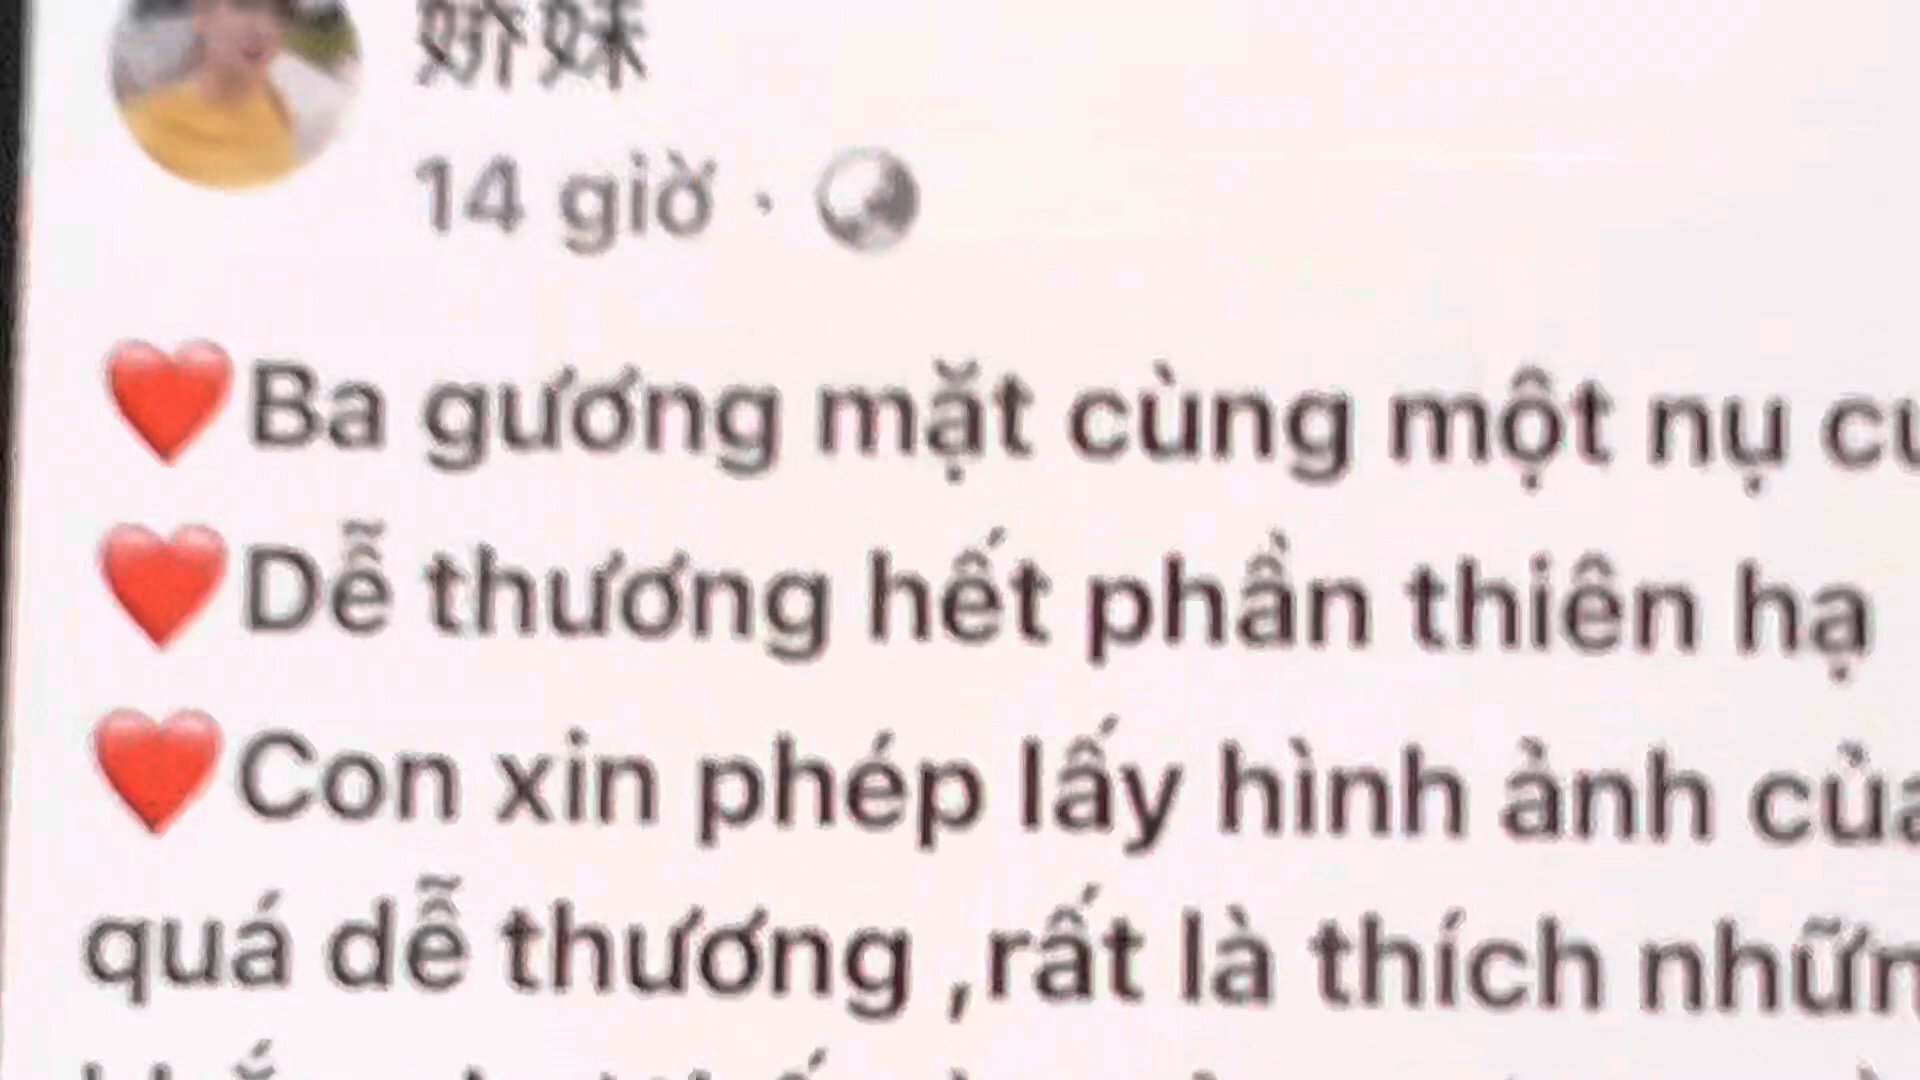 娇妹
14 giờ ·
❤️Ba gương mặt cùng một nụ
❤️Dễ thương hết phần thiên hạ
❤️Con xin phép lấy hình ảnh của
quá dễ thương ,rất là thích